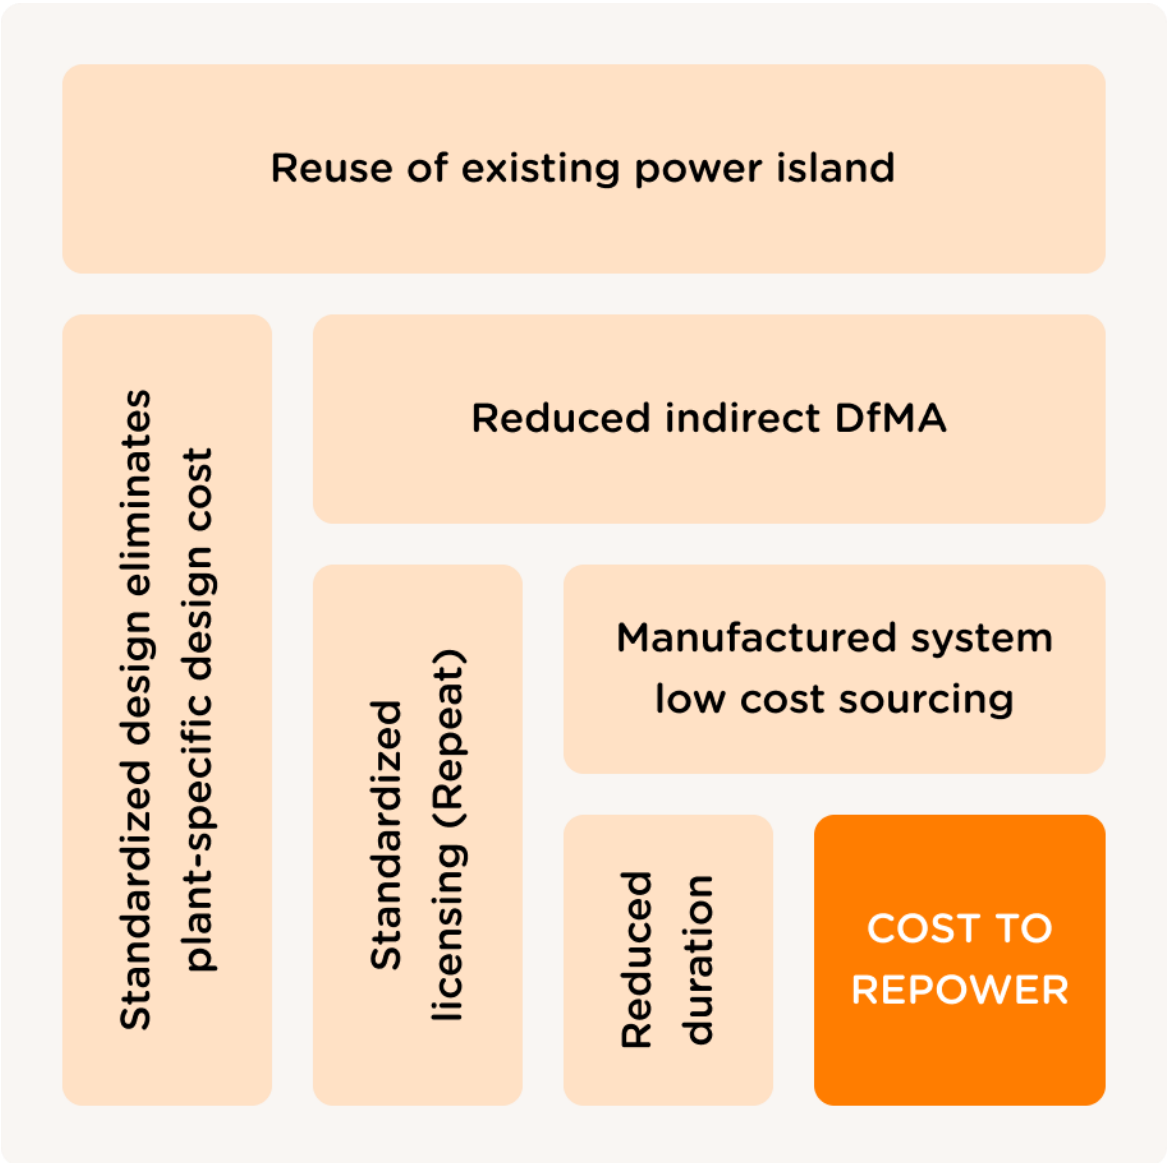 Reuse of existing power island
Standardized design eliminates
plant-specific design cost
Reduced indirect DfMA
Standardized
licensing (Repeat)
Manufactured system
low cost sourcing
Reduced
duration
COST TO
REPOWER